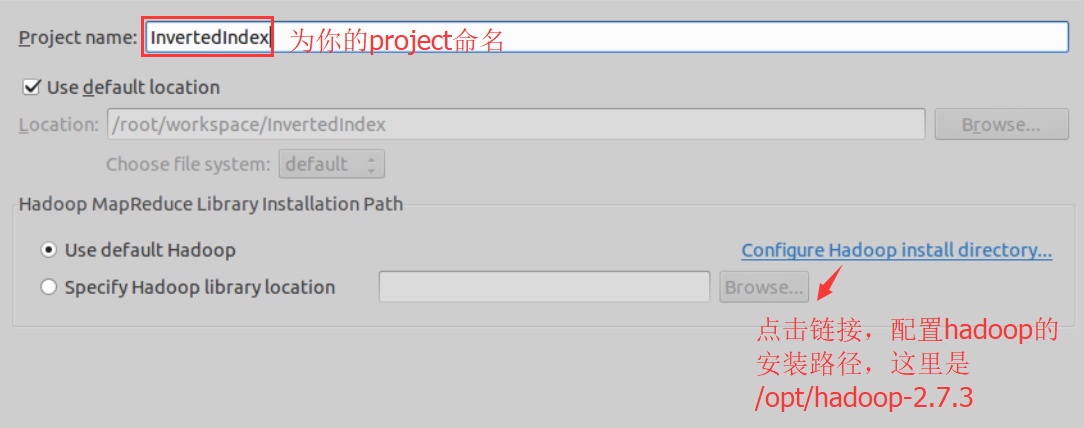 Project name: InvertedIndex 为你的project命名
Use default location
Location: /root/workspace/InvertedIndex Browse...
Choose file system: default
Hadoop MapReduce Library Installation Path
Use default Hadoop Configure Hadoop install directory...
Specify Hadoop library location Browse...
点击链接，配置hadoop的
安装路径，这里是
/opt/hadoop-2.7.3